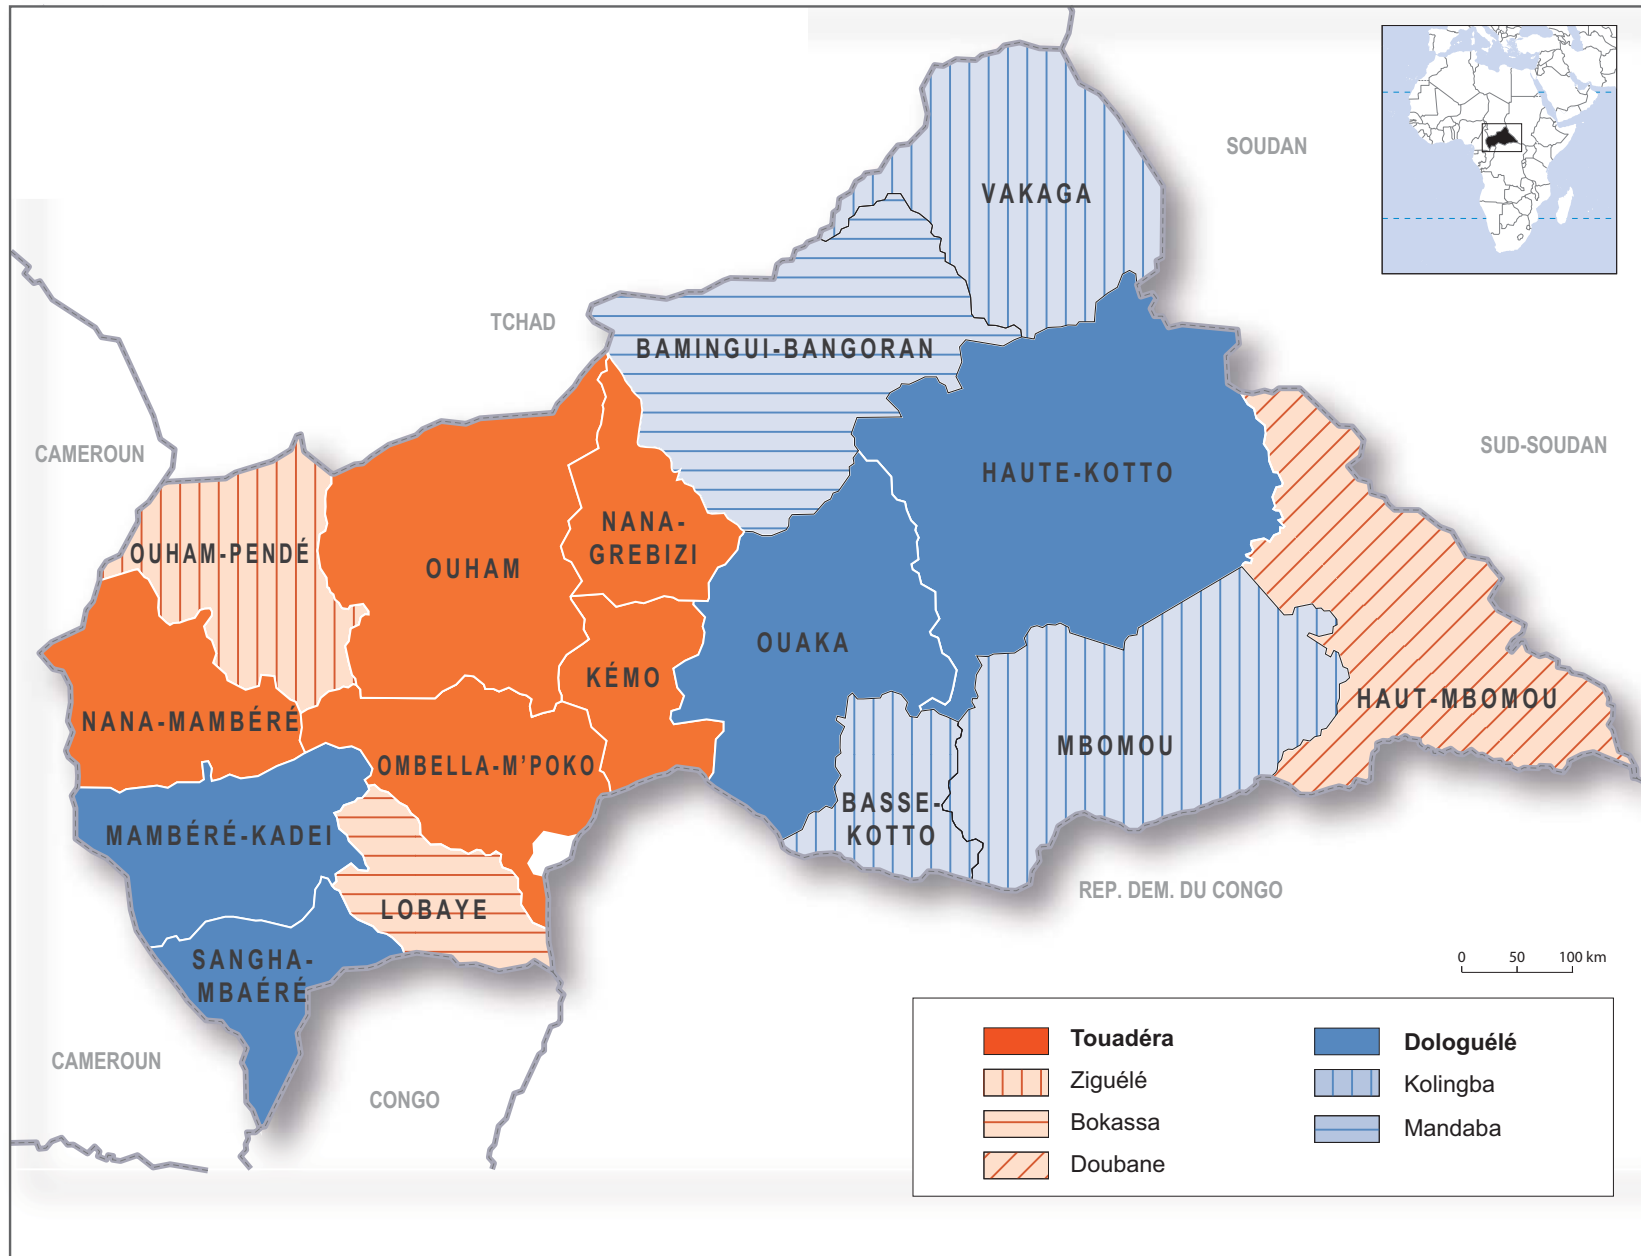 SOUDAN
VAKAGA
TCHAD
BAMINGUI-BANGORAN
CAMEROUN
SUD-SOUDAN
HAUTE-KOTTO
NANA-
GREBIZI
OUHAM-PENDÉ
OUHAM
OUAKA
KÉMO
HAUT-MBOMOU
NANA-MAMBÉRÉ
MBOMOU
OMBELLA-M'POKO
BASSE-
KOTTO
MAMBÉRÉ-KADEI
REP. DEM. DU CONGO
LOBAYE
SANGHA-
MBAÉRÉ
0 50 100 km
CAMEROUN
CONGO
Touadéra
Ziguélé
Bokassa
Doubane
Dologuélé
Kolingba
Mandaba